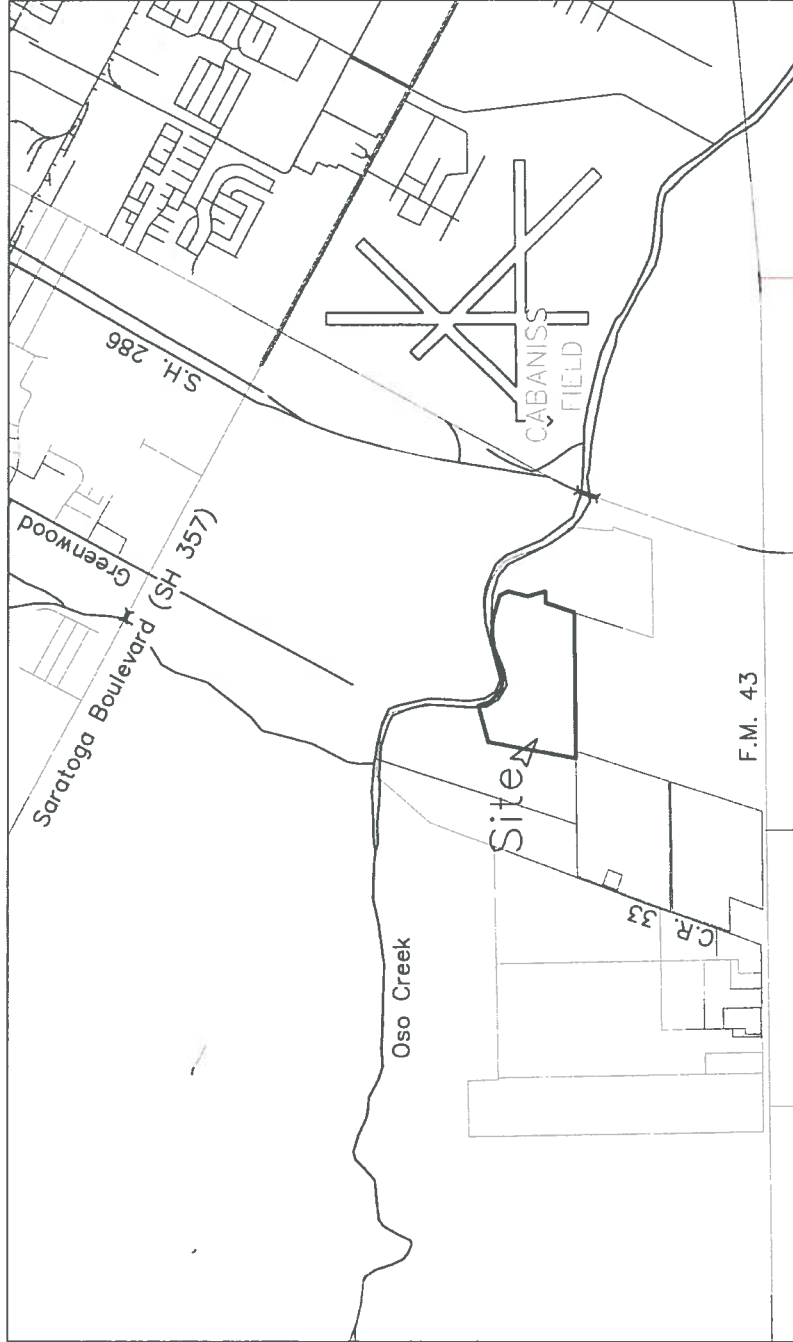 S.H. 286
Greenwood
Saratoga Boulevard (SH 357)
CABANISS
FIELD
Site
Oso Creek
C.R. 33
F.M. 43